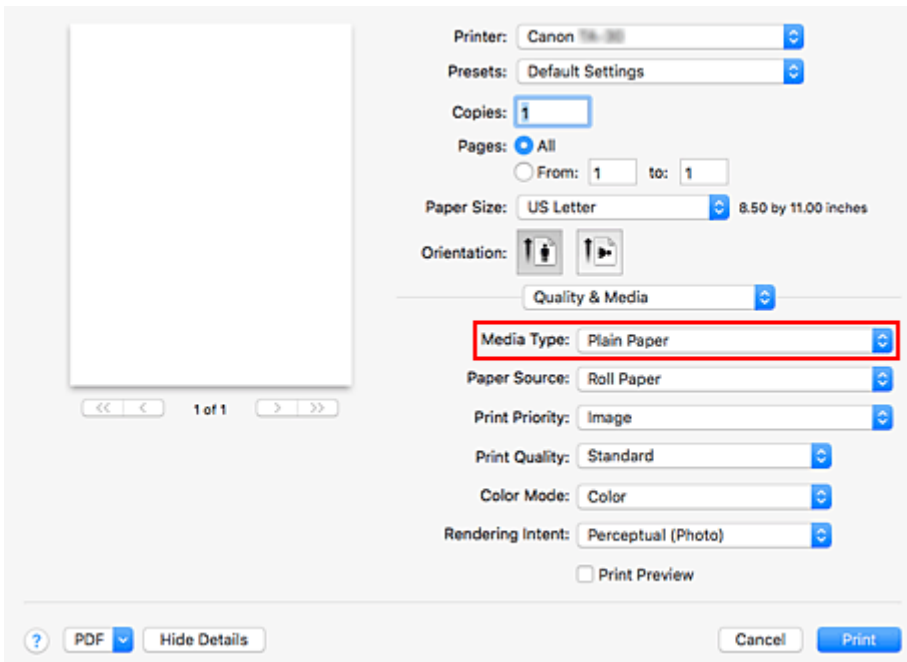 Printer: Canon
Presets: Default Settings
Copies: 1
Pages: All
From: 1 to: 1
Paper Size: US Letter 8.50 by 11.00 inches
Orientation:
Quality & Media
Media Type: Plain Paper
Paper Source: Roll Paper
<< < 1 of 1 > >>
Print Priority: Image
Print Quality: Standard
Color Mode: Color
Rendering Intent: Perceptual (Photo)
Print Preview
? PDF Hide Details Cancel Print